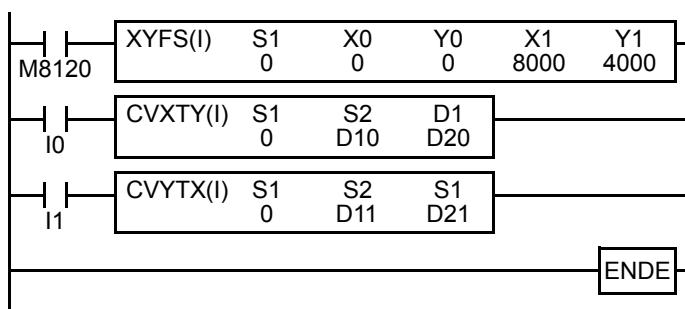 XYFS(I) S1 X0 Y0 X1 Y1
0 0 0 8000 4000
M8120
CVXTY(I) S1 S2 D1
0 D10 D20
I0
CVYTX(I) S1 S2 S1
0 D11 D21
I1
ENDE